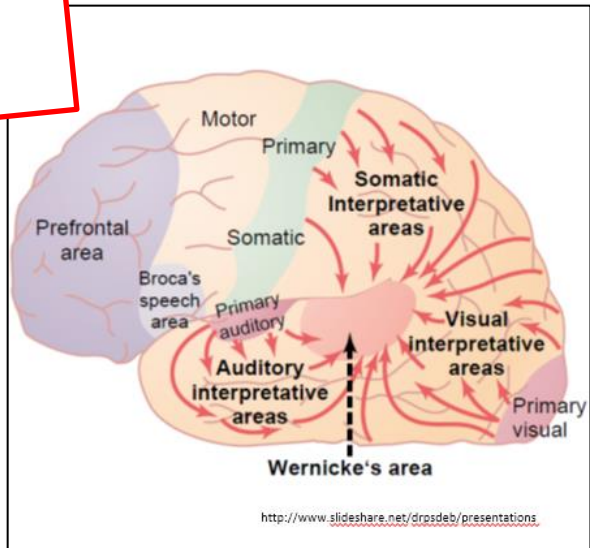 Motor
Primary
Somatic
Somatic
Interpretative
areas
Prefrontal
area
Broca's
speech
area
Primary
auditory
Auditory
interpretative
areas
Visual
interpretative
areas
Primary
visual
Wernicke's area
http://www.slideshare.net/drpsdeb/presentations